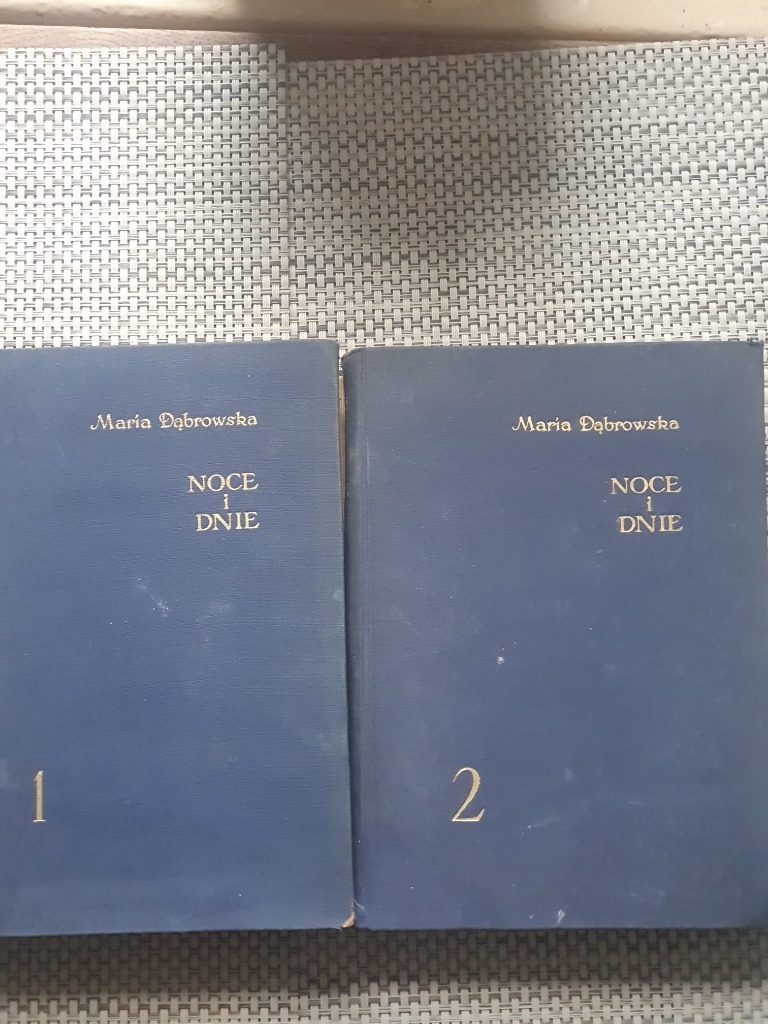 Maria Dąbrowska
NOCE
i
DNIE
1
Maria Dąbrowska
NOCE
i
DNIE
2